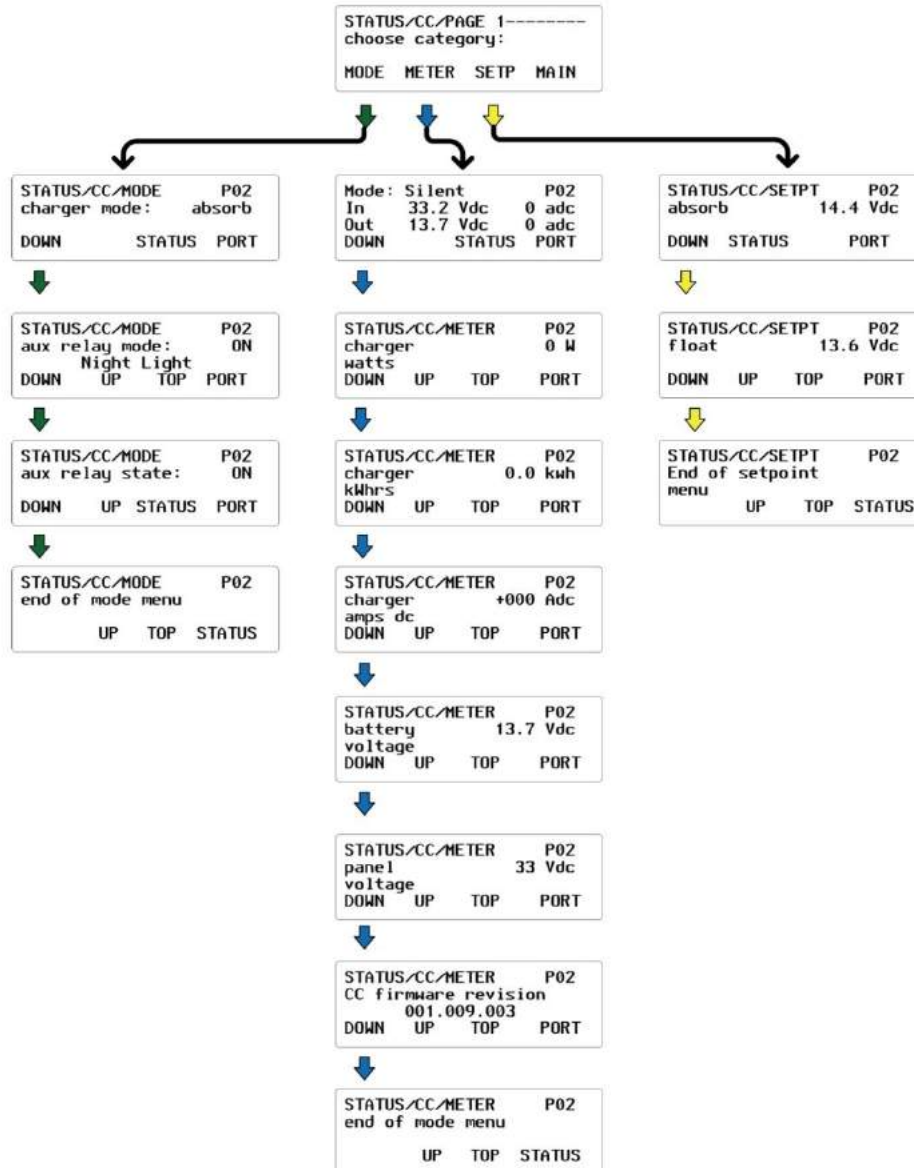 STATUS/CC/PAGE 1--------
choose category:
MODE METER SETP MAIN
STATUS/CC/MODE P02
charger mode: absorb
DOWN STATUS PORT
STATUS/CC/MODE P02
aux relay mode: ON
Night Light
DOWN UP TOP PORT
STATUS/CC/MODE P02
aux relay state: ON
DOWN UP STATUS PORT
STATUS/CC/MODE P02
end of mode menu
UP TOP STATUS
Mode: Silent P02
In 33.2 Vdc 0 adc
Out 13.7 Vdc 0 adc
DOWN STATUS PORT
STATUS/CC/METER P02
charger 0 W
watts
DOWN UP TOP PORT
STATUS/CC/METER P02
charger 0.0 kwh
kWhrs
DOWN UP TOP PORT
STATUS/CC/METER P02
charger +000 Adc
amps dc
DOWN UP TOP PORT
STATUS/CC/METER P02
battery 13.7 Vdc
voltage
DOWN UP TOP PORT
STATUS/CC/METER P02
panel 33 Vdc
voltage
DOWN UP TOP PORT
STATUS/CC/METER P02
CC firmware revision
001.009.003
DOWN UP TOP PORT
STATUS/CC/METER P02
end of mode menu
UP TOP STATUS
STATUS/CC/SETPT P02
absorb 14.4 Vdc
DOWN STATUS PORT
STATUS/CC/SETPT P02
float 13.6 Vdc
DOWN UP TOP PORT
STATUS/CC/SETPT P02
End of setpoint
menu
UP TOP STATUS